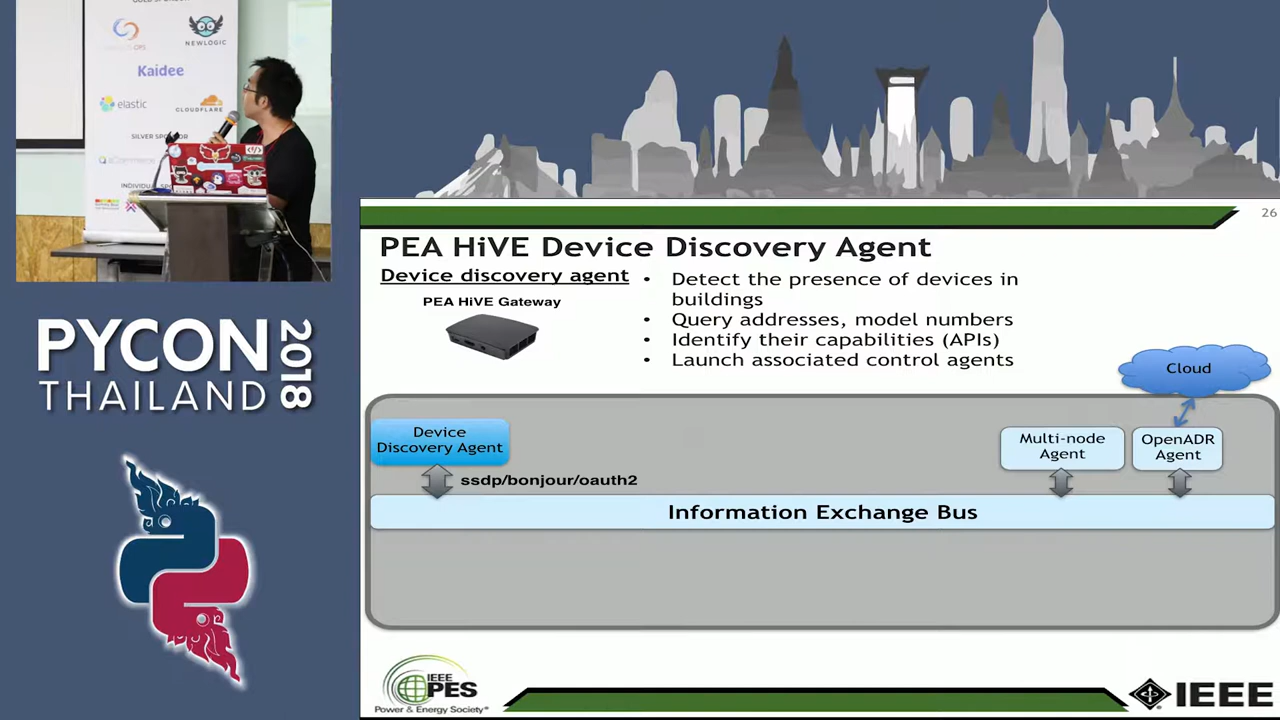 NEWLOGIC
Kaidee
elastic
CLOUDFLARE
PYCON
THAILAND
2018
26
PEA HiVE Device Discovery Agent
Device discovery agent
PEA HiVE Gateway
• Detect the presence of devices in
buildings
• Query addresses, model numbers
• Identify their capabilities (APIs)
• Launch associated control agents
Cloud
Device
Discovery Agent
Multi-node
Agent
OpenADR
Agent
ssdp/bonjour/oauth2
Information Exchange Bus
IEEE
PES
Power & Energy Society®
IEEE